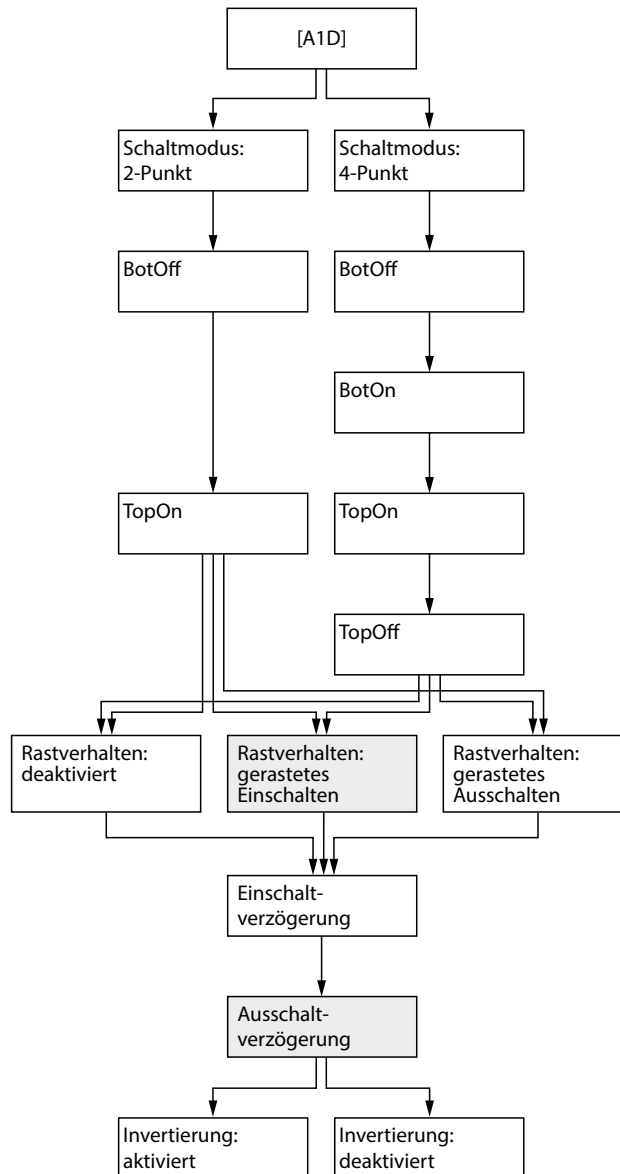 [A1D]
Schaltmodus:
2-Punkt
Schaltmodus:
4-Punkt
BotOff
BotOff
BotOn
TopOn
TopOn
TopOff
Rastverhalten:
deaktiviert
Rastverhalten:
gerastetes
Einschalten
Rastverhalten:
gerastetes
Ausschalten
Einschalt-
verzögerung
Ausschalt-
verzögerung
Invertierung:
aktiviert
Invertierung:
deaktiviert